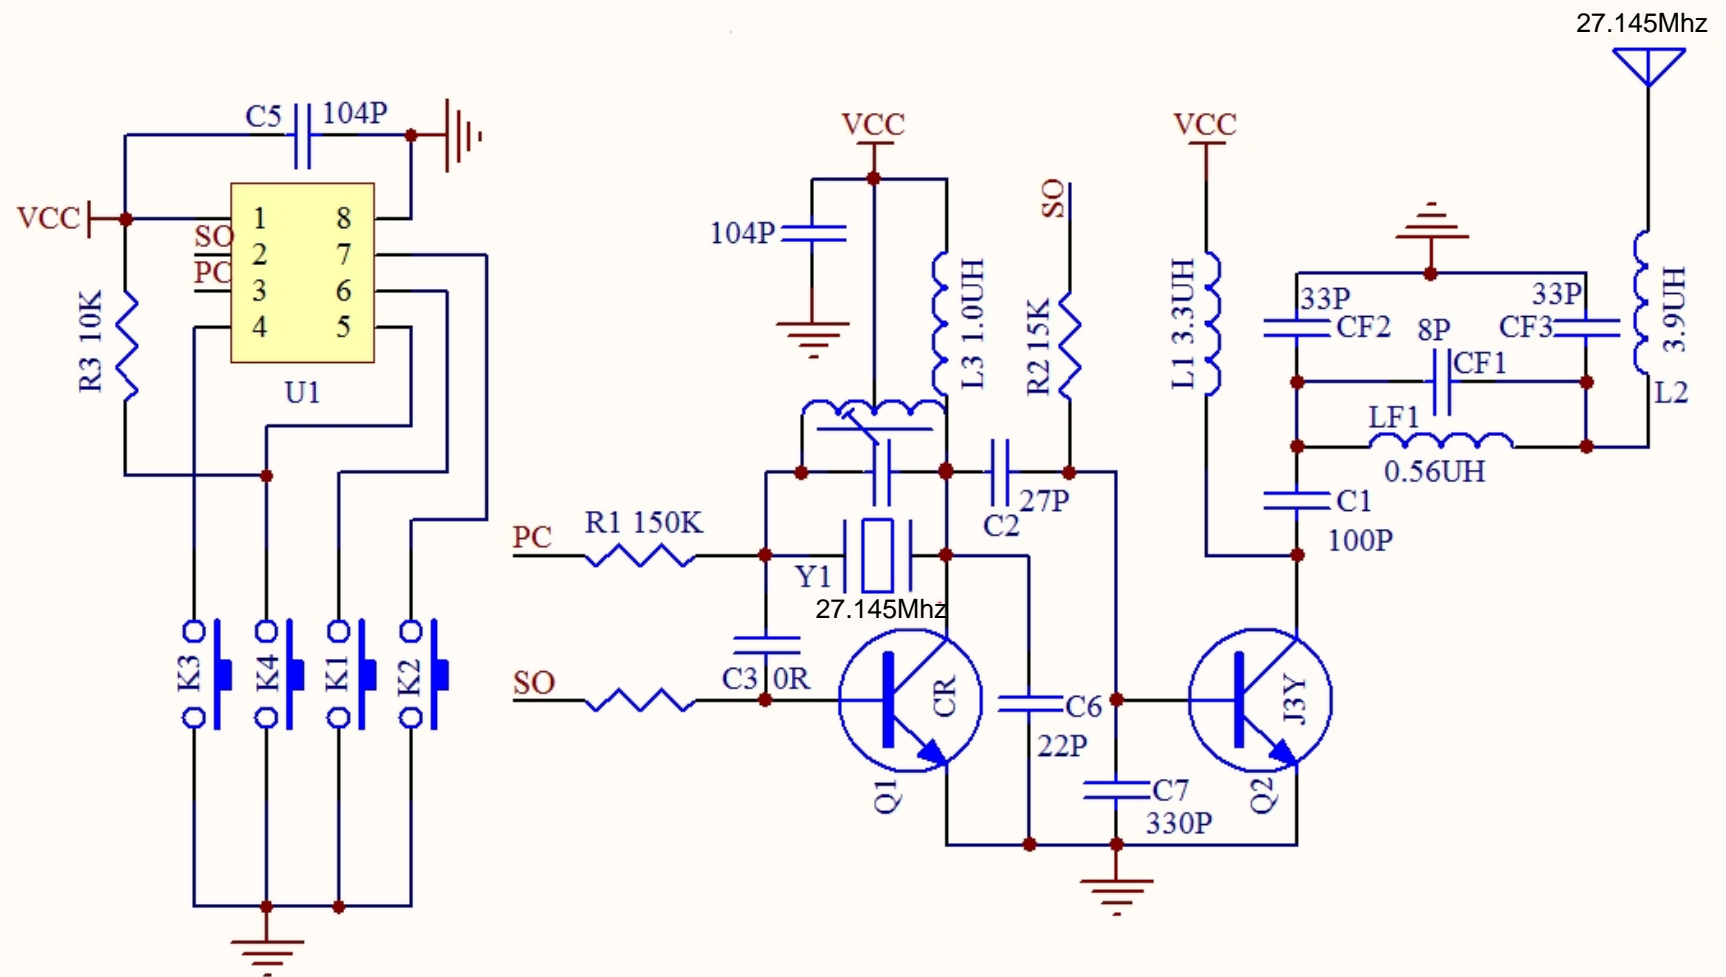 27.145Mhz
C5 104P
VCC
VCC
VCC
1 8
SO
2 7
PC
3 6
4 5
U1
R3 10K
104P
L3 1.0UH
SO
R2 15K
L1 3.3UH
33P
CF2
33P
CF3
8P
CF1
3.9UH
L2
LF1
0.56UH
C1
100P
27P
C2
PC
R1 150K
Y1
27.145Mhz
SO
C3 0R
CR
Q1
C6
22P
C7
330P
J3Y
Q2
K3
K4
K1
K2